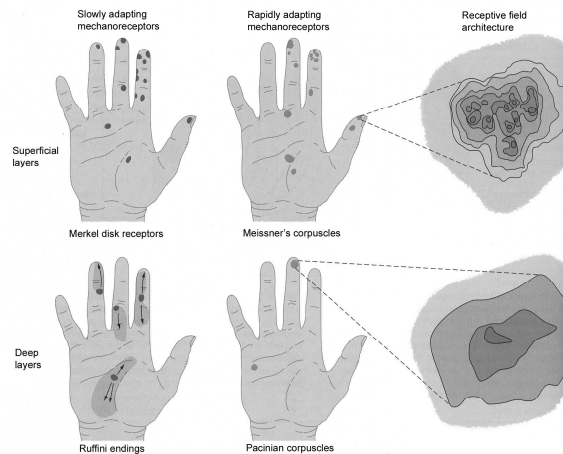 Slowly adapting
mechanoreceptors
Rapidly adapting
mechanoreceptors
Receptive field
architecture
Superficial
layers
Merkel disk receptors
Meissner's corpuscles
Deep
layers
Ruffini endings
Pacinian corpuscles